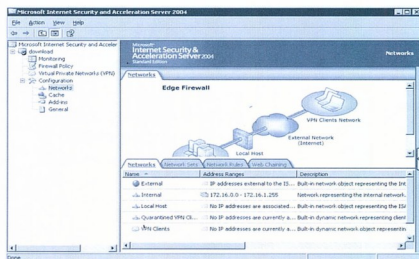 Microsoft Internet Security and Acceleration Server 2004
File Action View Help
Microsoft Internet Security and Acceler
download
Monitoring
Firewall Policy
Virtual Private Networks (VPN)
Configuration
Networks
Cache
Add-ins
General
Microsoft
Internet Security &
Acceleration Server 2004
Standard Edition
Networks
Networks
Edge Firewall
VPN Clients Network
External Network
(Internet)
Local Host
Networks Network Sets Network Rules Web Chaining
Name Address Ranges Description
External IP addresses external to the IS... Built-in network object representing the Int
Internal 172.16.0.0 - 172.16.1.255 Network representing the internal network.
Local Host No IP addresses are associated... Built-in network object representing the ISA
Quarantined VPN Cli... No IP addresses are currently a... Built-in dynamic network representing client
VPN Clients No IP addresses are currently a... Built-in dynamic network object representin
Done